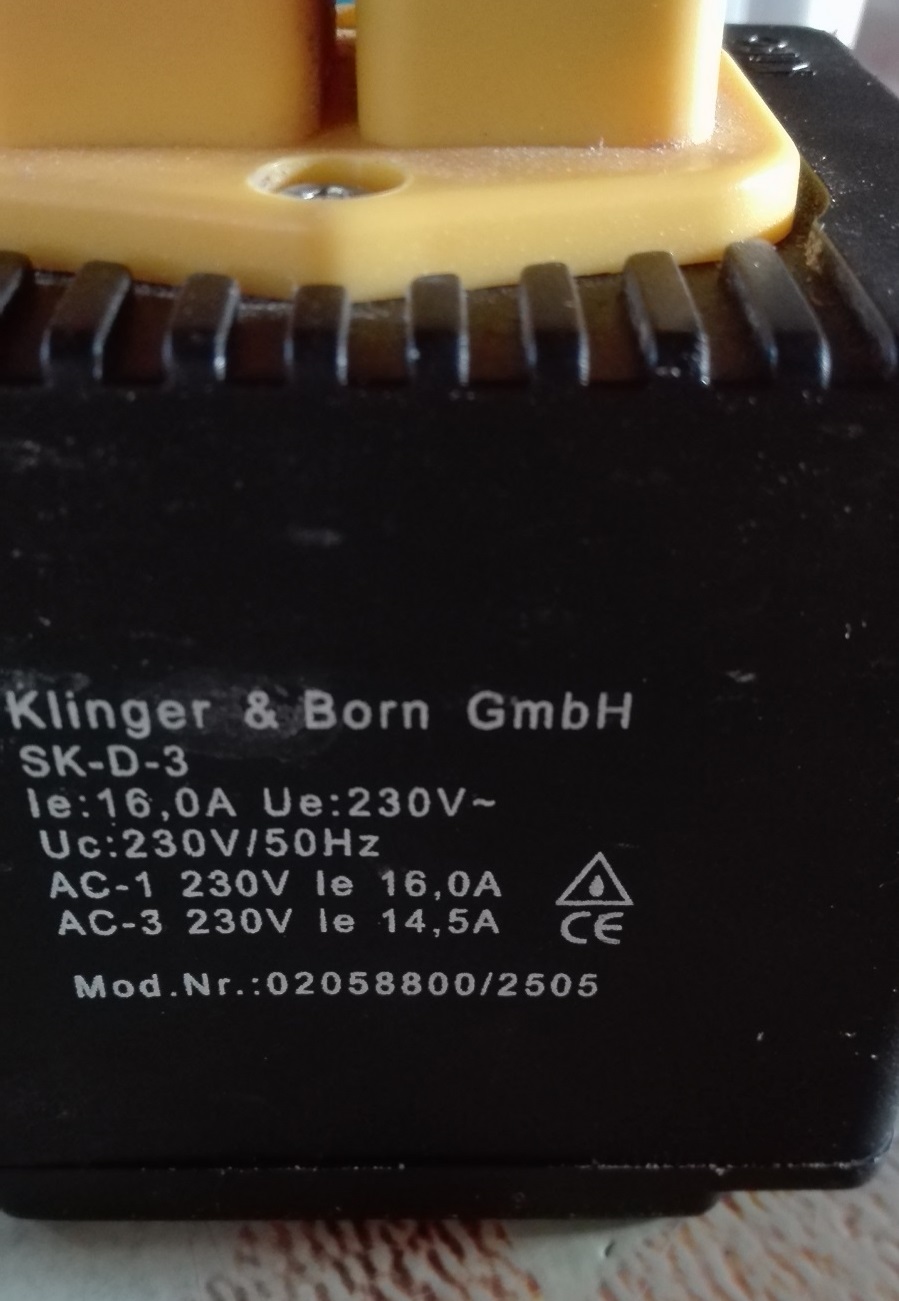 Klinger & Born GmbH
SK-D-3
Ie:16,0A Ue:230V~
Uc:230V/50Hz
AC-1 230V Ie 16,0A
AC-3 230V Ie 14,5A
CE
Mod.Nr.:02058800/2505